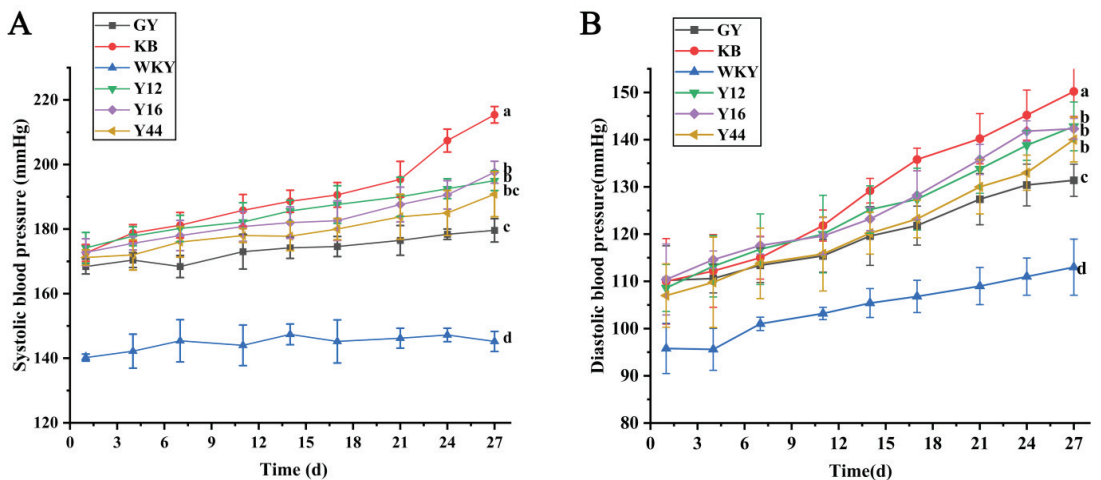 A
GY
KB
WKY
Y12
Y16
Y44
Systolic blood pressure (mmHg)
220
200
180
160
140
120
a
b
b
bc
c
d
0 3 6 9 12 15 18 21 24 27
Time (d)
B
GY
KB
WKY
Y12
Y16
Y44
Diastolic blood pressure(mmHg)
150
140
130
120
110
100
90
80
a
b
b
b
c
d
0 3 6 9 12 15 18 21 24 27
Time(d)